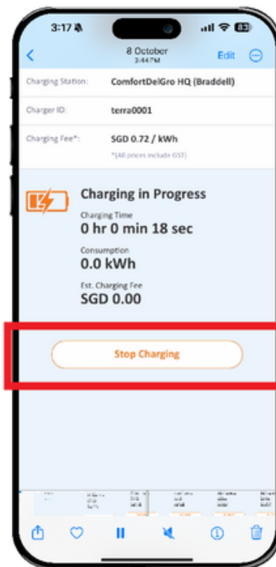 3:17
83
8 October
3:44 PM
Edit
Charging Station: ComfortDelGro HQ (Braddell)
Charger ID: terra0001
Charging Fee*: SGD 0.72 / kWh
*(All prices include GST)
Charging in Progress
Charging Time
0 hr 0 min 18 sec
Consumption
0.0 kWh
Est. Charging Fee
SGD 0.00
Stop Charging